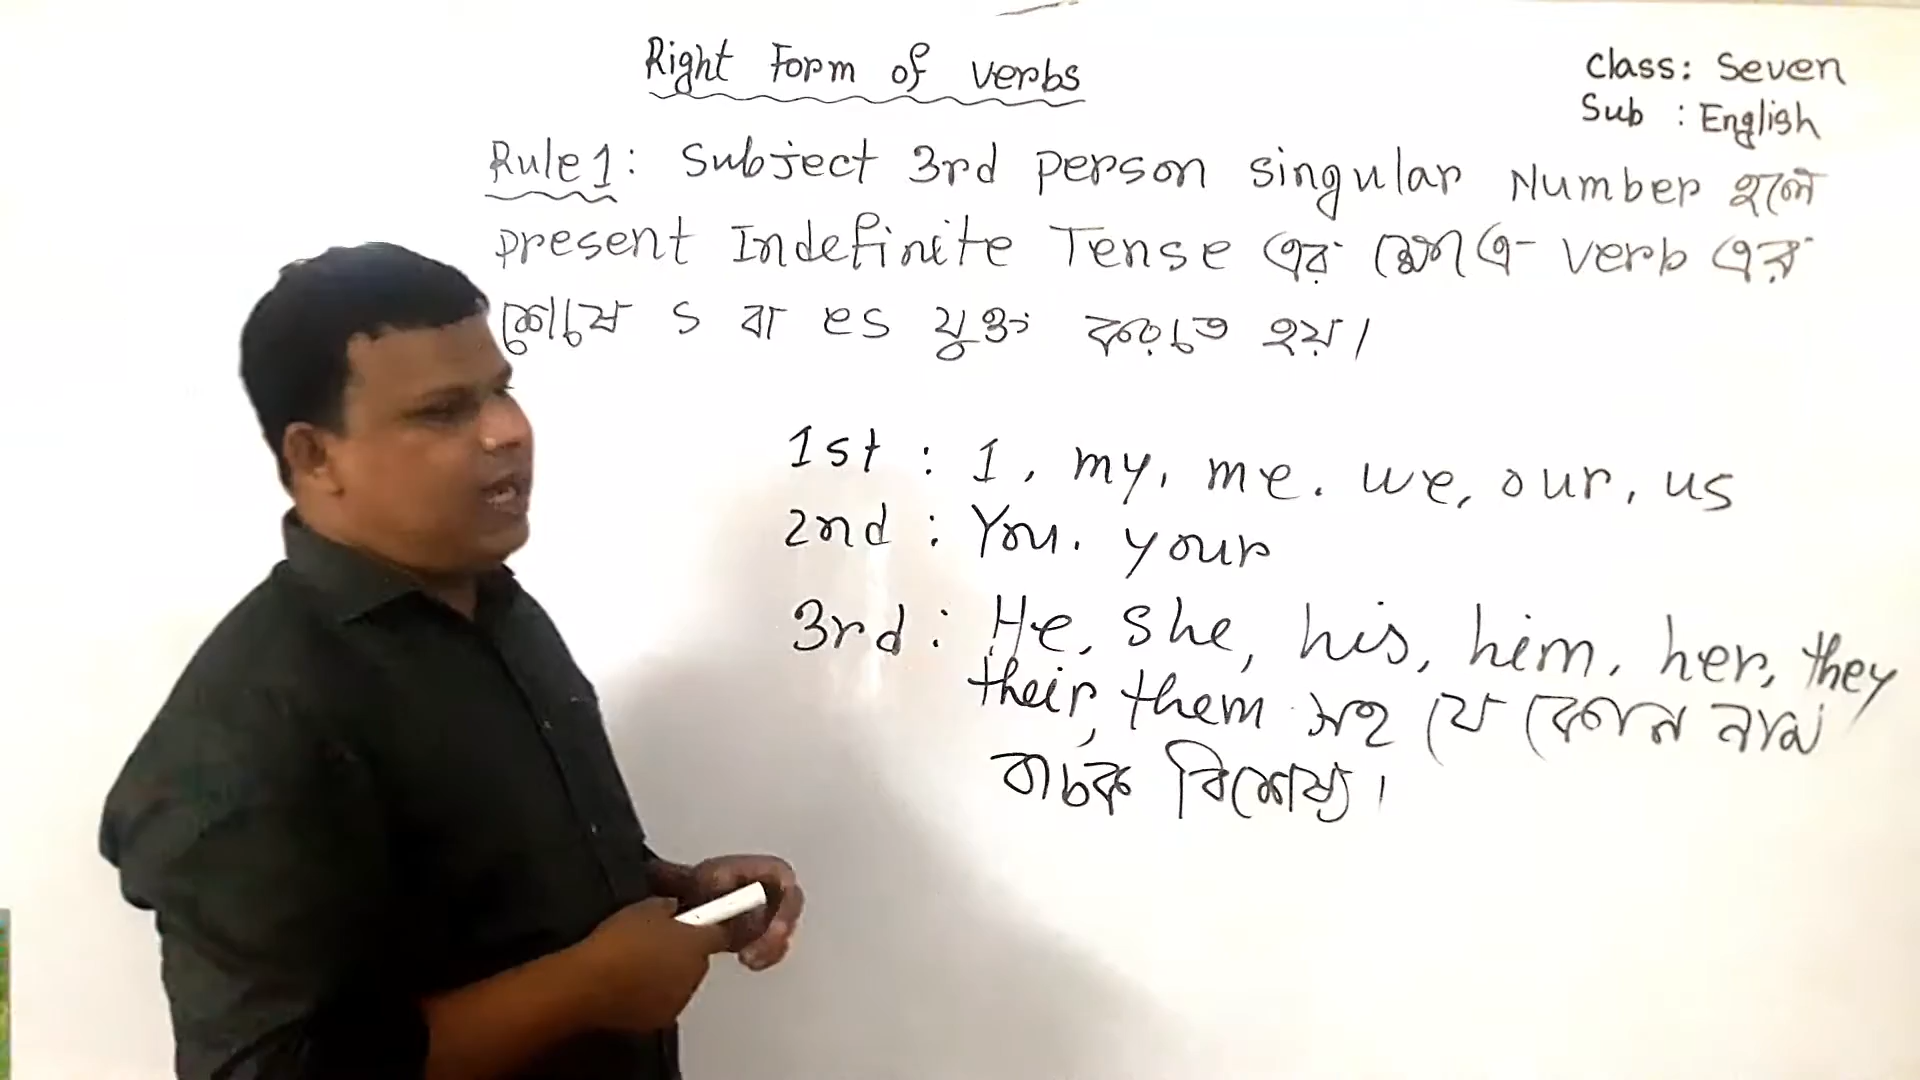 Right Form of verbs
Class: Seven
Sub : English
Rule 1: Subject 3rd person singular Number হলে
present Indefinite Tense এর ক্ষেত্রে verb এর
শেষে s বা es যুক্ত করতে হয়।
1st : I, my, me. we, our, us
2nd : You. your
3rd : He, she, his, him, her, they
their, them সহ যে কোন নাম
বাচক বিশেষ্য।